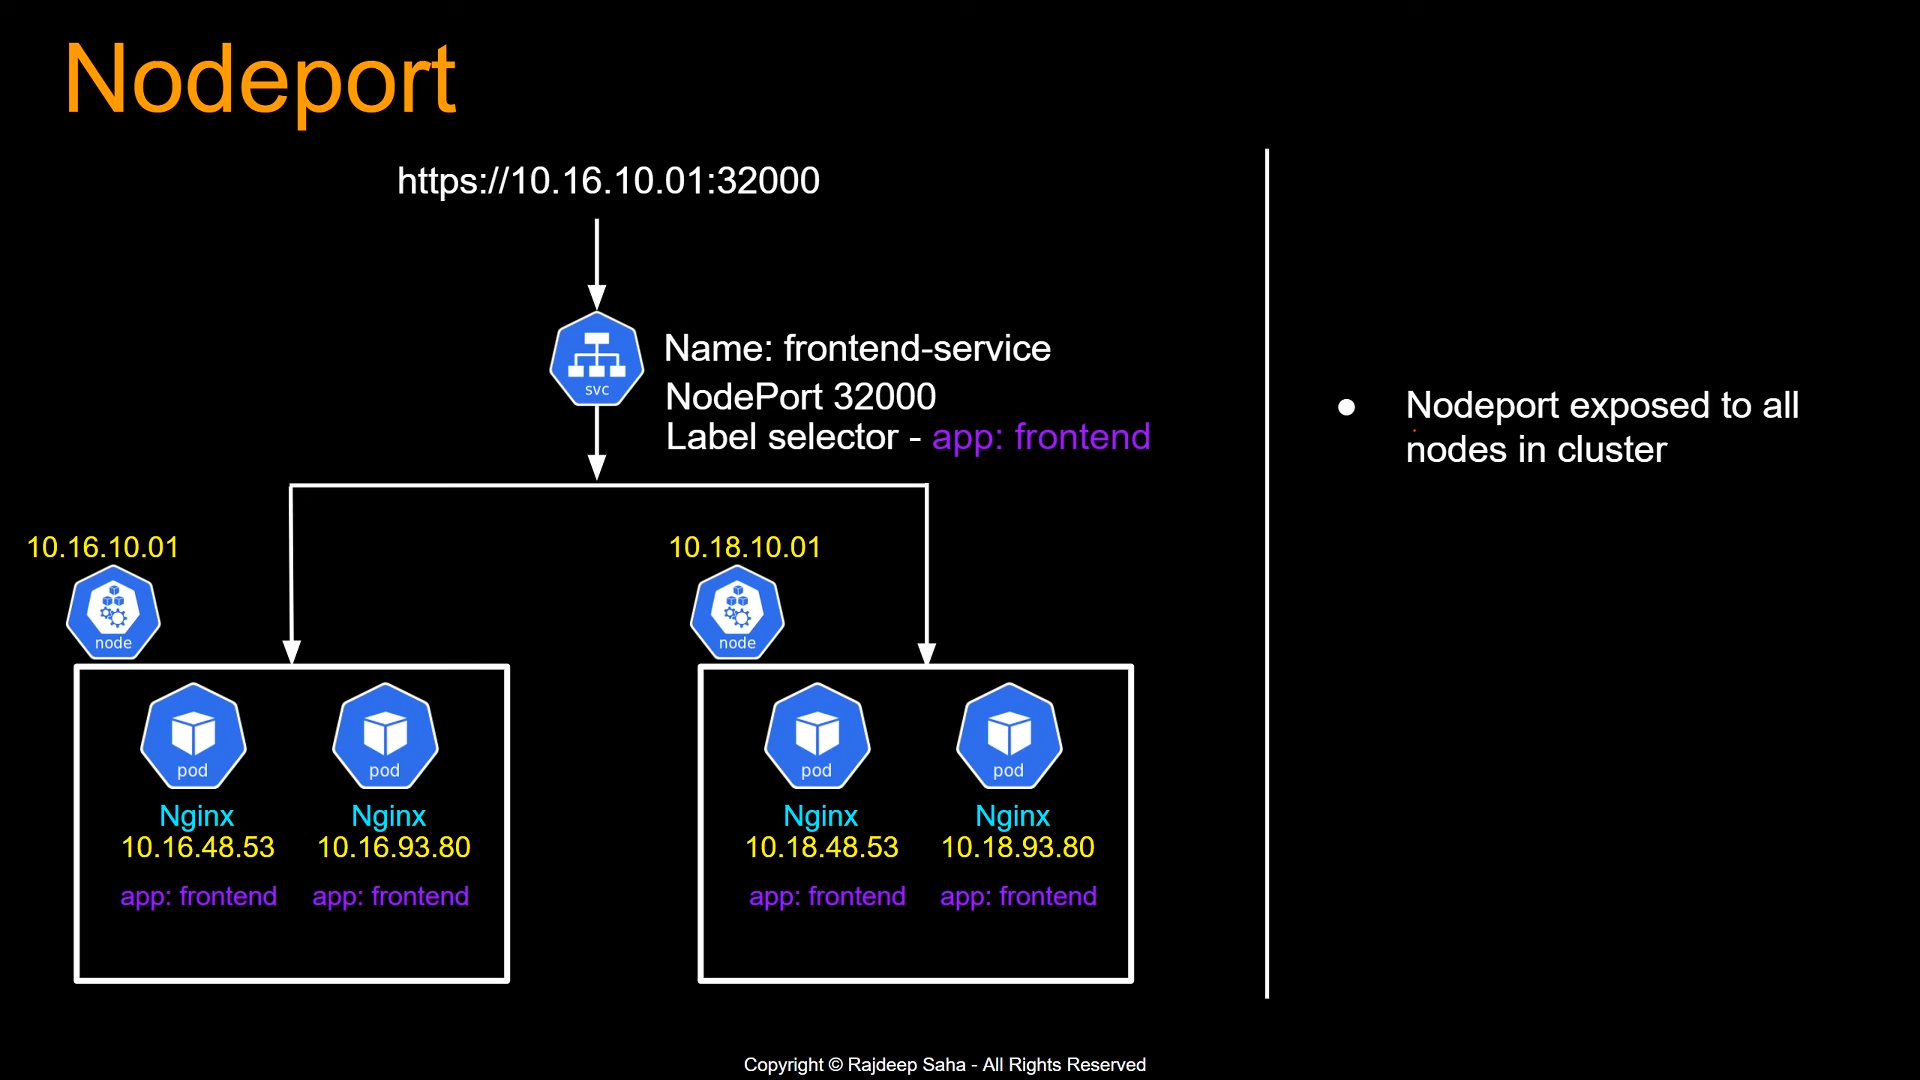 Nodeport
https://10.16.10.01:32000
svc
Name: frontend-service
NodePort 32000
Label selector - app: frontend
10.16.10.01
node
pod
pod
Nginx
Nginx
10.16.48.53
10.16.93.80
app: frontend
app: frontend
10.18.10.01
node
pod
pod
Nginx
Nginx
10.18.48.53
10.18.93.80
app: frontend
app: frontend
● Nodeport exposed to all
nodes in cluster
Copyright © Rajdeep Saha - All Rights Reserved